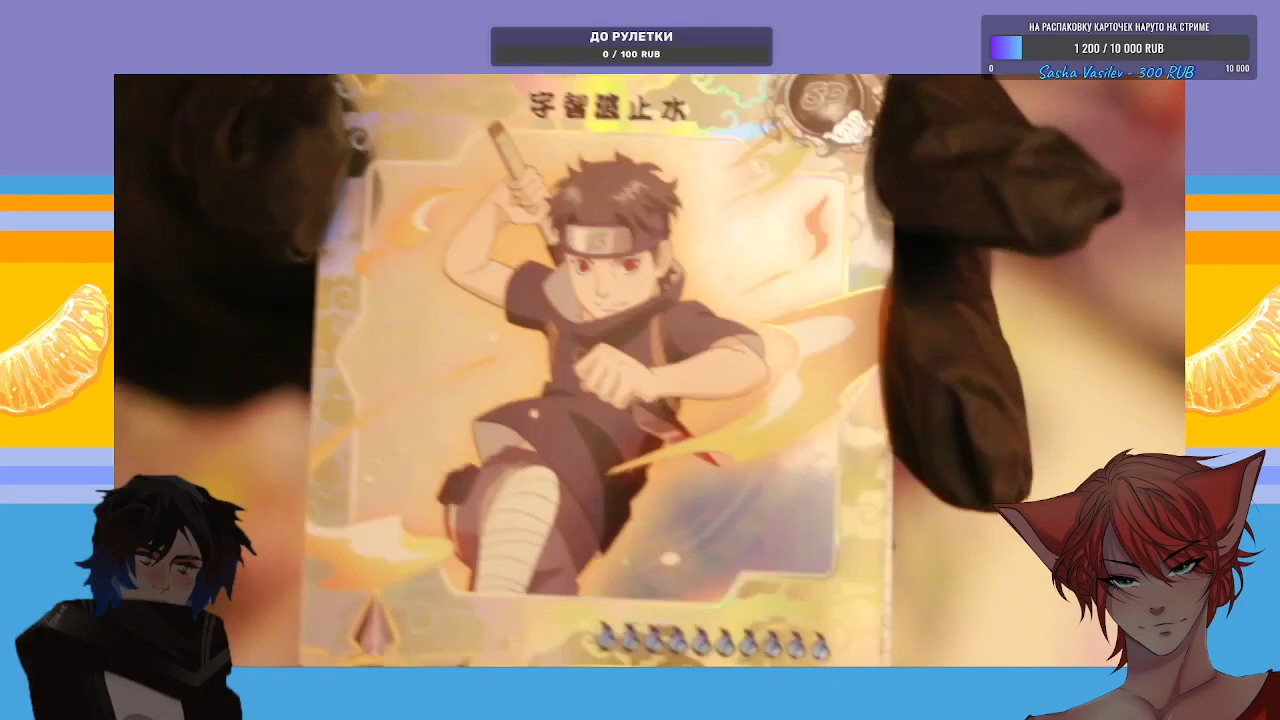 ДО РУЛЕТКИ
0 / 100 RUB
НА РАСПАКОВКУ КАРТОЧЕК НАРУТО НА СТРИМЕ
1 200 / 10 000 RUB
0
10 000
Sasha Vasilev - 300 RUB
宇智波止水
SP